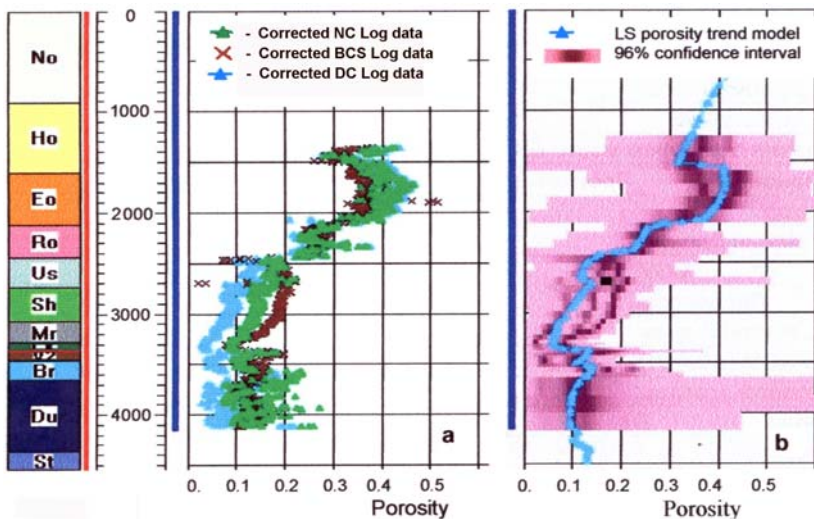 No
Ho
Eo
Ro
Us
Sh
Mr
Br
Du
St
0
1000
2000
3000
4000
- Corrected NC Log data
- Corrected BCS Log data
- Corrected DC Log data
a
0. 0.1 0.2 0.3 0.4 0.5
Porosity
LS porosity trend model
96% confidence interval
b
0. 0.1 0.2 0.3 0.4 0.5
Porosity